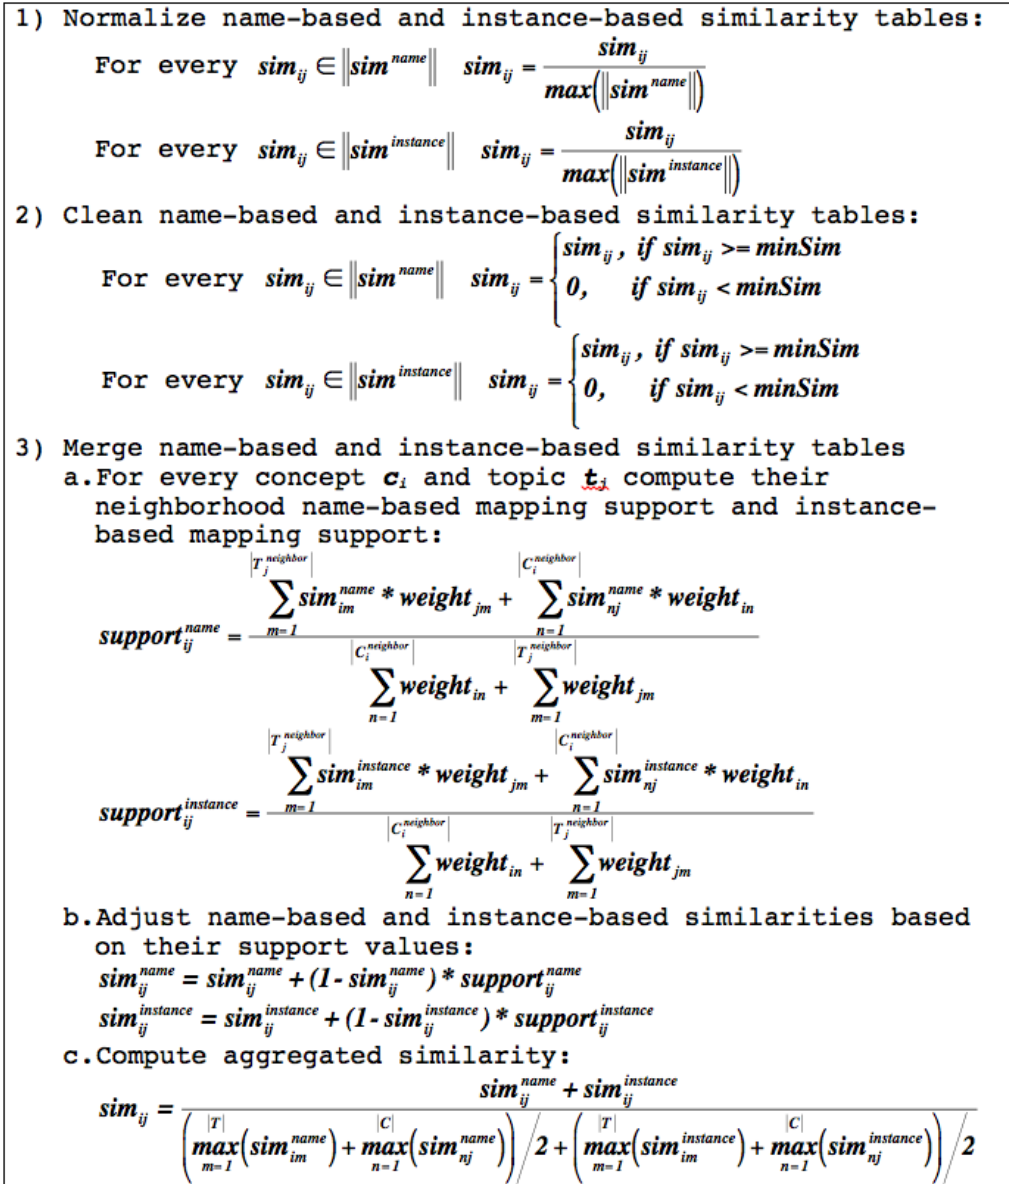 1) Normalize name-based and instance-based similarity tables:
For every sim_ij ∈ ‖sim^name‖ sim_ij = sim_ij / max(‖sim^name‖)
For every sim_ij ∈ ‖sim^instance‖ sim_ij = sim_ij / max(‖sim^instance‖)
2) Clean name-based and instance-based similarity tables:
For every sim_ij ∈ ‖sim^name‖ sim_ij = { sim_ij, if sim_ij >= minSim
0, if sim_ij < minSim
For every sim_ij ∈ ‖sim^instance‖ sim_ij = { sim_ij, if sim_ij >= minSim
0, if sim_ij < minSim
3) Merge name-based and instance-based similarity tables
a.For every concept c_i and topic t_j compute their
neighborhood name-based mapping support and instance-
based mapping support:
support_ij^name = (∑_{m=1}^{|T_j^neighbor|} sim_im^name * weight_jm + ∑_{n=1}^{|C_i^neighbor|} sim_nj^name * weight_in) / (∑_{n=1}^{|C_i^neighbor|} weight_in + ∑_{m=1}^{|T_j^neighbor|} weight_jm)
support_ij^instance = (∑_{m=1}^{|T_j^neighbor|} sim_im^instance * weight_jm + ∑_{n=1}^{|C_i^neighbor|} sim_nj^instance * weight_in) / (∑_{n=1}^{|C_i^neighbor|} weight_in + ∑_{m=1}^{|T_j^neighbor|} weight_jm)
b.Adjust name-based and instance-based similarities based
on their support values:
sim_ij^name = sim_ij^name + (1 - sim_ij^name) * support_ij^name
sim_ij^instance = sim_ij^instance + (1 - sim_ij^instance) * support_ij^instance
c.Compute aggregated similarity:
sim_ij = (sim_ij^name + sim_ij^instance) / ((max_{m=1}^{|T|}(sim_im^name) + max_{n=1}^{|C|}(sim_nj^name))/2 + (max_{m=1}^{|T|}(sim_im^instance) + max_{n=1}^{|C|}(sim_nj^instance))/2)